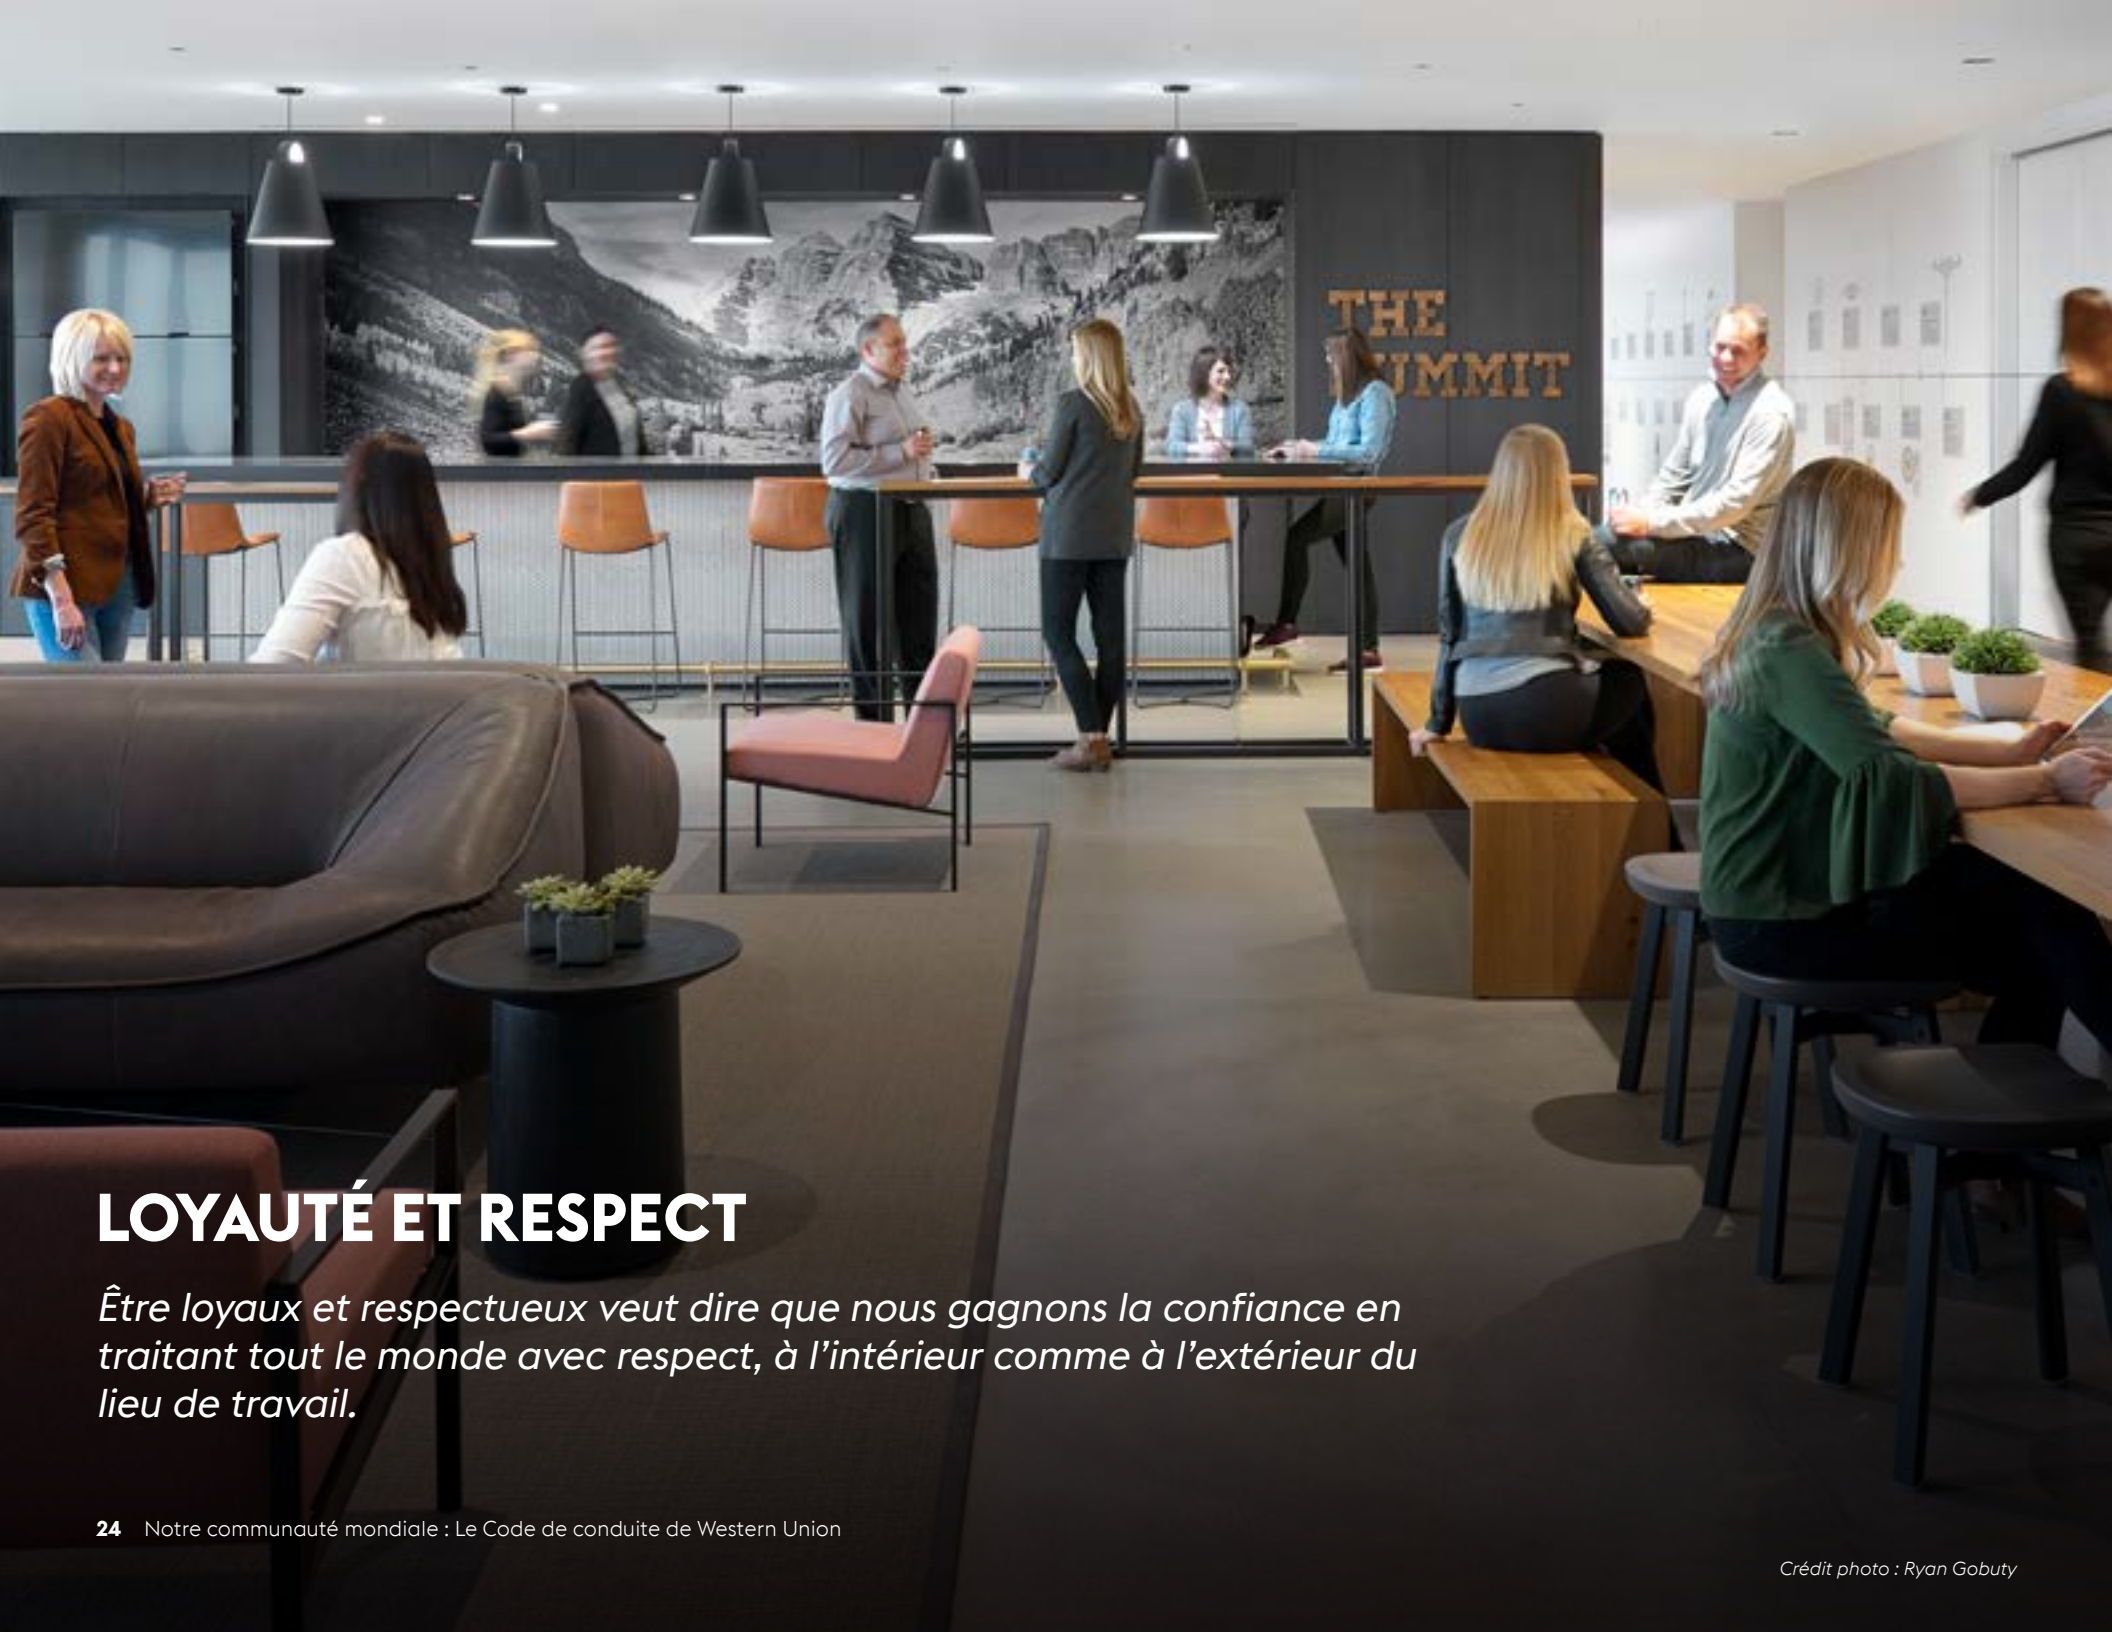 THE
SUMMIT
LOYAUTÉ ET RESPECT
Être loyaux et respectueux veut dire que nous gagnons la confiance en
traitant tout le monde avec respect, à l’intérieur comme à l’extérieur du
lieu de travail.
24 Notre communauté mondiale : Le Code de conduite de Western Union
Crédit photo : Ryan Gobuty